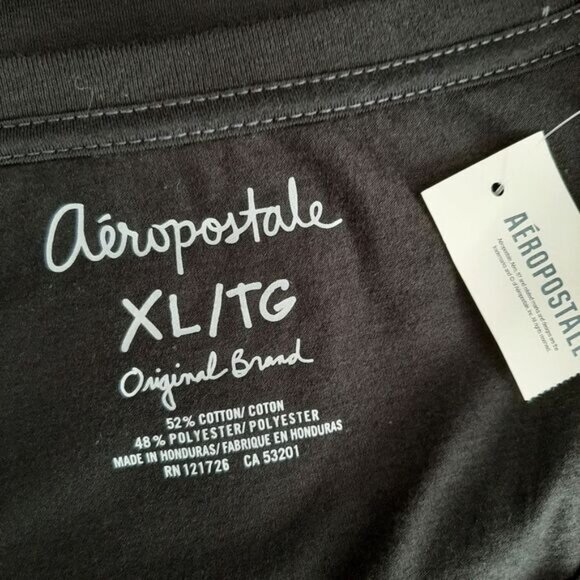 aéropostale
XL/TG
Original Brand
52% COTTON/ COTON
48% POLYESTER/ POLYESTER
MADE IN HONDURAS/FABRIQUE EN HONDURAS
RN 121726 CA 53201
AÉROPOSTALE